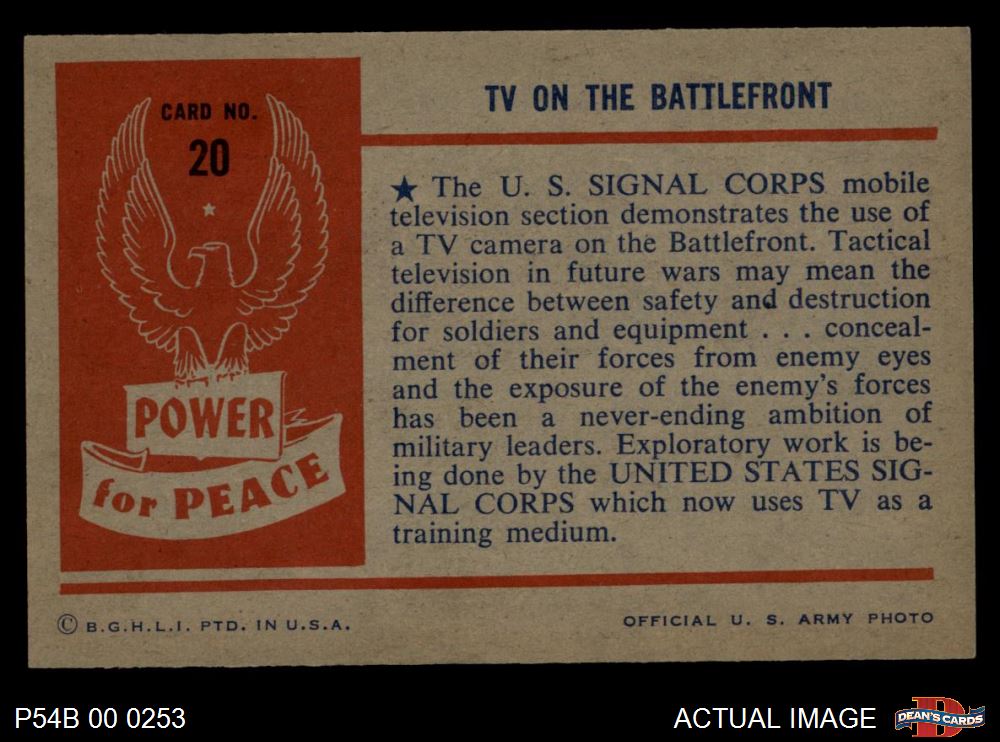 CARD NO.
20
POWER
for PEACE
TV ON THE BATTLEFRONT
★ The U. S. SIGNAL CORPS mobile
television section demonstrates the use of
a TV camera on the Battlefront. Tactical
television in future wars may mean the
difference between safety and destruction
for soldiers and equipment . . . conceal-
ment of their forces from enemy eyes
and the exposure of the enemy's forces
has been a never-ending ambition of
military leaders. Exploratory work is be-
ing done by the UNITED STATES SIG-
NAL CORPS which now uses TV as a
training medium.
© B.G.H.L.I. PTD. IN U.S.A.
OFFICIAL U. S. ARMY PHOTO
P54B 00 0253
ACTUAL IMAGE
D
DEAN'S CARDS